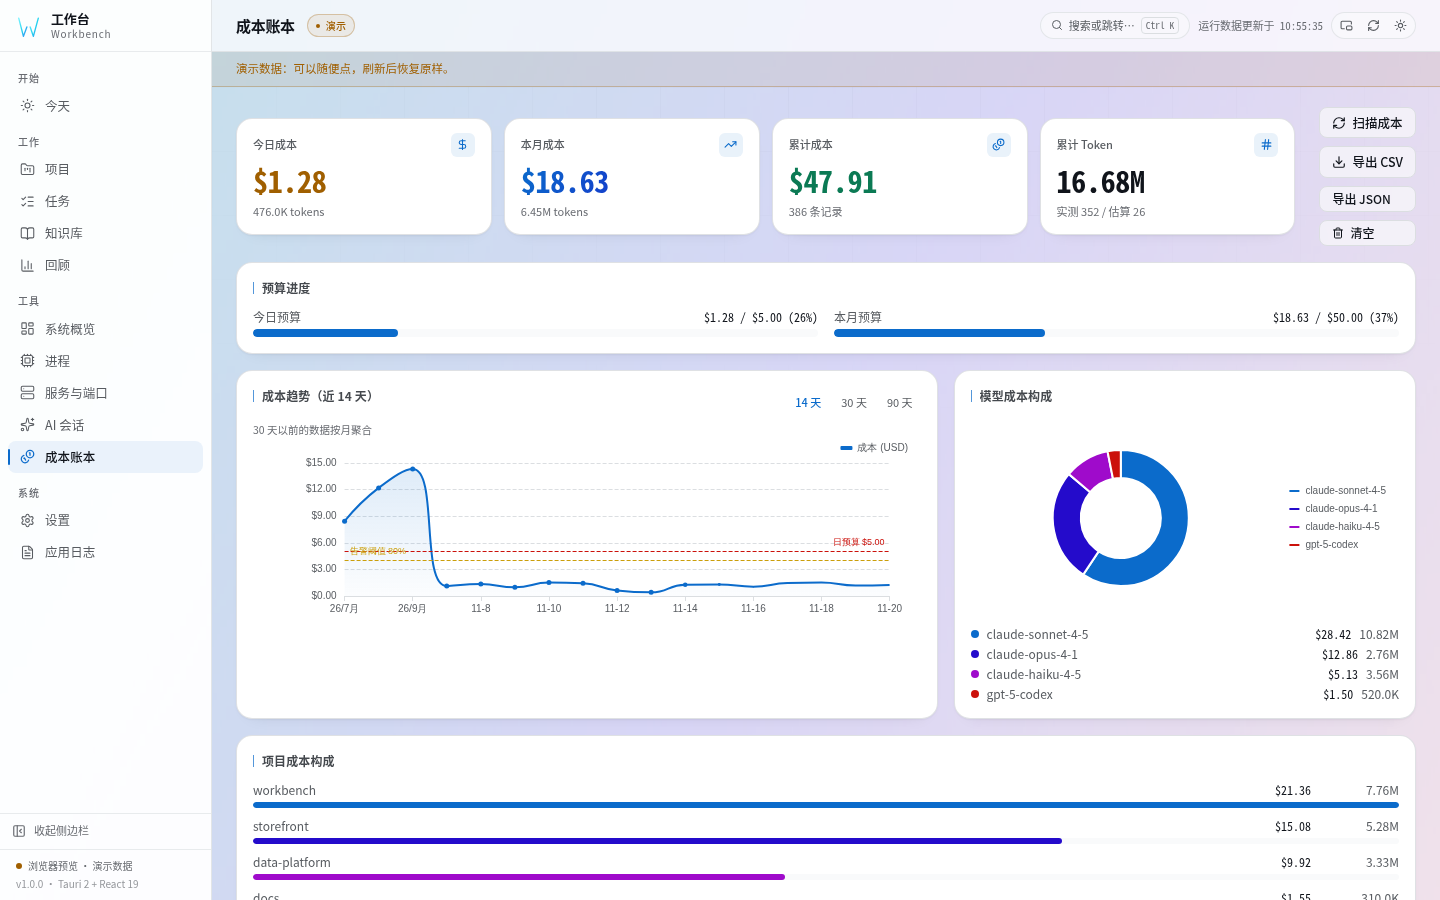 工作台
Workbench
开始
今天
工作
项目
任务
知识库
回顾
工具
系统概览
进程
服务与端口
AI 会话
成本账本
系统
设置
应用日志
收起侧边栏
浏览器预览 · 演示数据
v1.0.0 · Tauri 2 + React 19
成本账本
演示
搜索或跳转… Ctrl K
运行数据更新于 10:55:35
演示数据：可以随便点，刷新后恢复原样。
今日成本
$1.28
476.0K tokens
本月成本
$18.63
6.45M tokens
累计成本
$47.91
386 条记录
累计 Token
16.68M
实测 352 / 估算 26
扫描成本
导出 CSV
导出 JSON
清空
预算进度
今日预算 $1.28 / $5.00 (26%)
本月预算 $18.63 / $50.00 (37%)
成本趋势（近 14 天）
14 天 30 天 90 天
30 天以前的数据按月聚合
成本 (USD)
$15.00
$12.00
$9.00
$6.00
$3.00
$0.00
日预算 $5.00
告警阈值 80%
26/7月 26/9月 11-8 11-10 11-12 11-14 11-16 11-18 11-20
模型成本构成
claude-sonnet-4-5
claude-opus-4-1
claude-haiku-4-5
gpt-5-codex
claude-sonnet-4-5 $28.42 10.82M
claude-opus-4-1 $12.86 2.76M
claude-haiku-4-5 $5.13 3.56M
gpt-5-codex $1.50 520.0K
项目成本构成
workbench $21.36 7.76M
storefront $15.08 5.28M
data-platform $9.92 3.33M
docs $1.55 310.0K